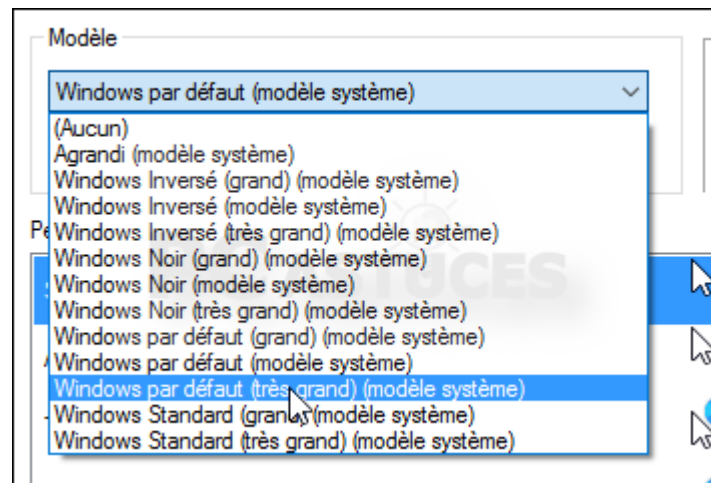 Modèle
Windows par défaut (modèle système)
(Aucun)
Agrandi (modèle système)
Windows Inversé (grand) (modèle système)
Windows Inversé (modèle système)
Windows Inversé (très grand) (modèle système)
Windows Noir (grand) (modèle système)
Windows Noir (modèle système)
Windows Noir (très grand) (modèle système)
Windows par défaut (grand) (modèle système)
Windows par défaut (modèle système)
Windows par défaut (très grand) (modèle système)
Windows Standard (grand) (modèle système)
Windows Standard (très grand) (modèle système)
PC ASTUCES